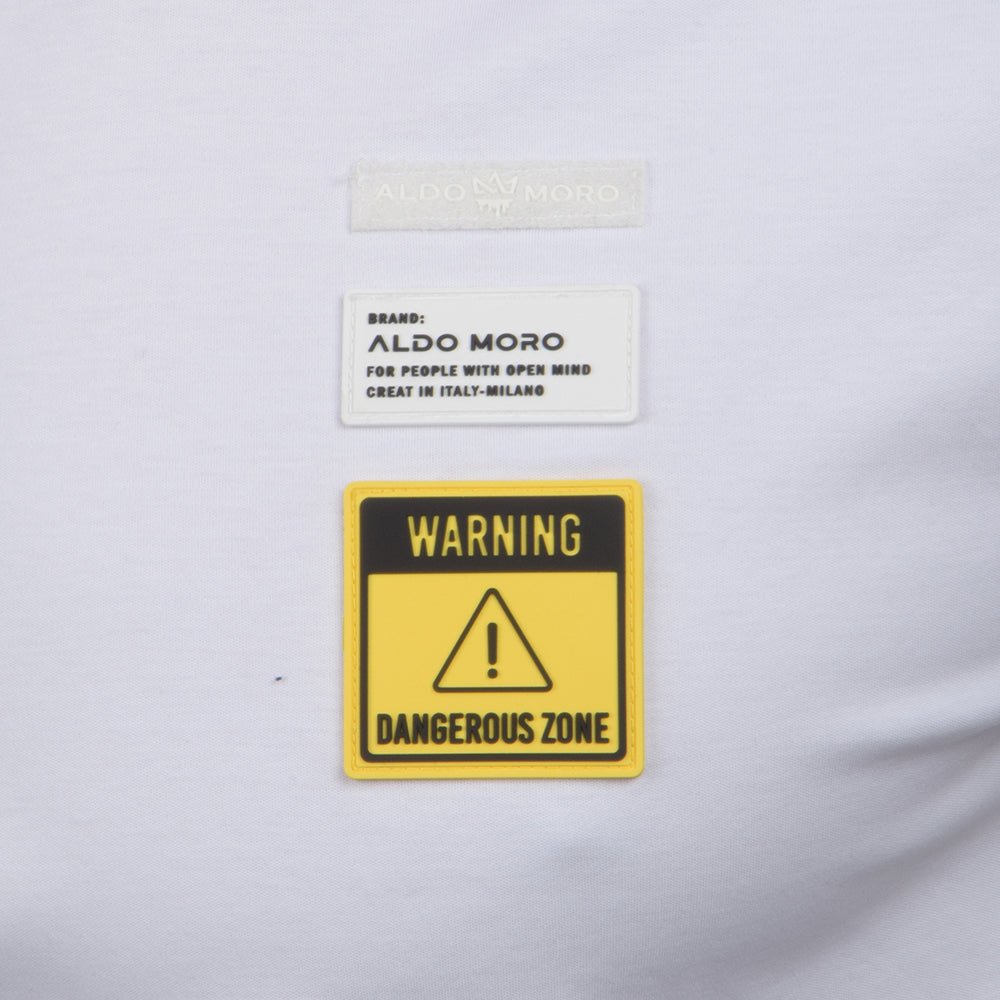 ALDO MORO
BRAND:
ALDO MORO
FOR PEOPLE WITH OPEN MIND
CREAT IN ITALY-MILANO
WARNING
!
DANGEROUS ZONE